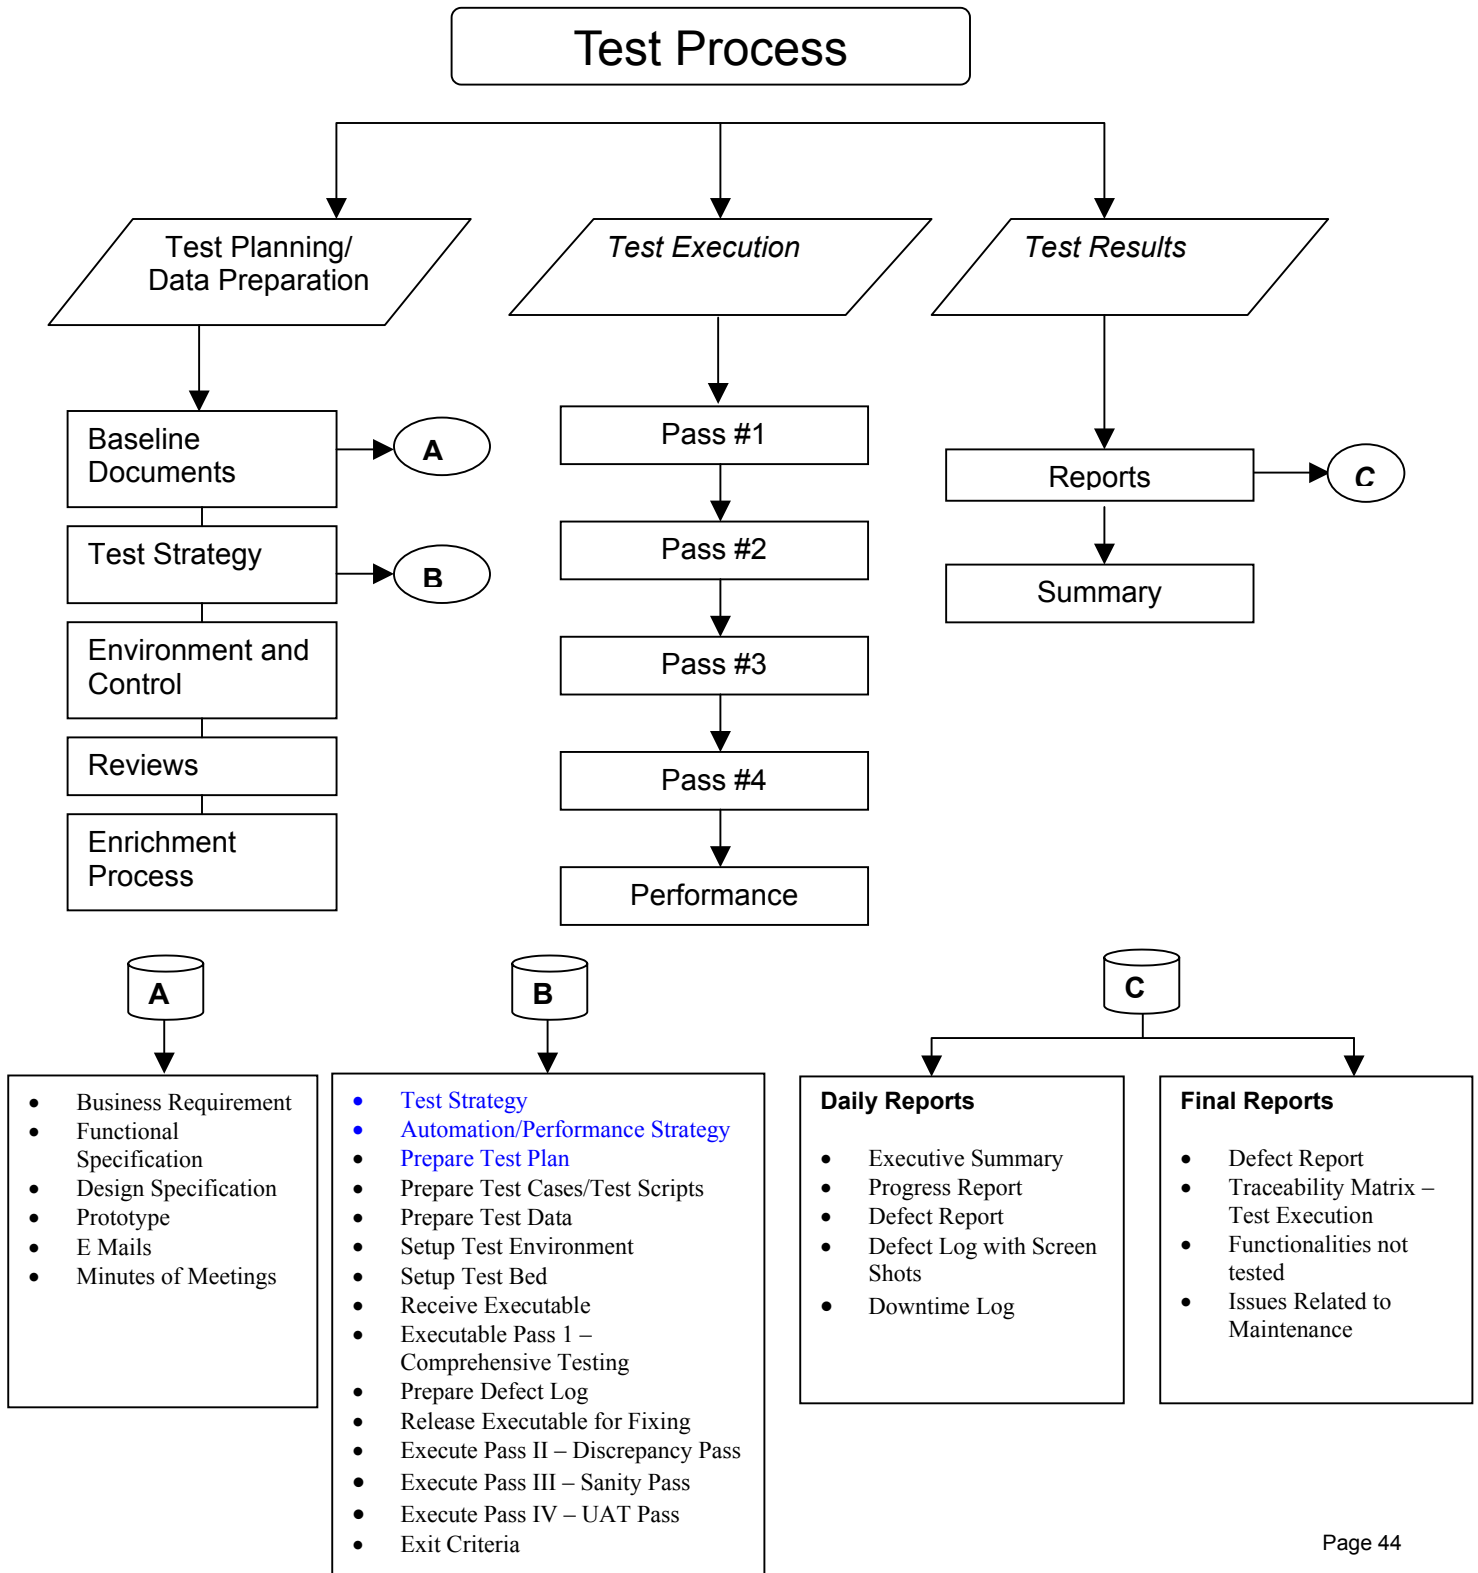 Test Process
Test Planning/
Data Preparation
Test Execution
Test Results
Baseline
Documents
A
Test Strategy
B
Environment and
Control
Reviews
Enrichment
Process
Pass #1
Pass #2
Pass #3
Pass #4
Performance
Reports
C
Summary
A
• Business Requirement
• Functional
Specification
• Design Specification
• Prototype
• E Mails
• Minutes of Meetings
B
• Test Strategy
• Automation/Performance Strategy
• Prepare Test Plan
• Prepare Test Cases/Test Scripts
• Prepare Test Data
• Setup Test Environment
• Setup Test Bed
• Receive Executable
• Executable Pass 1 –
Comprehensive Testing
• Prepare Defect Log
• Release Executable for Fixing
• Execute Pass II – Discrepancy Pass
• Execute Pass III – Sanity Pass
• Execute Pass IV – UAT Pass
• Exit Criteria
C
Daily Reports
• Executive Summary
• Progress Report
• Defect Report
• Defect Log with Screen
Shots
• Downtime Log
Final Reports
• Defect Report
• Traceability Matrix –
Test Execution
• Functionalities not
tested
• Issues Related to
Maintenance
Page 44